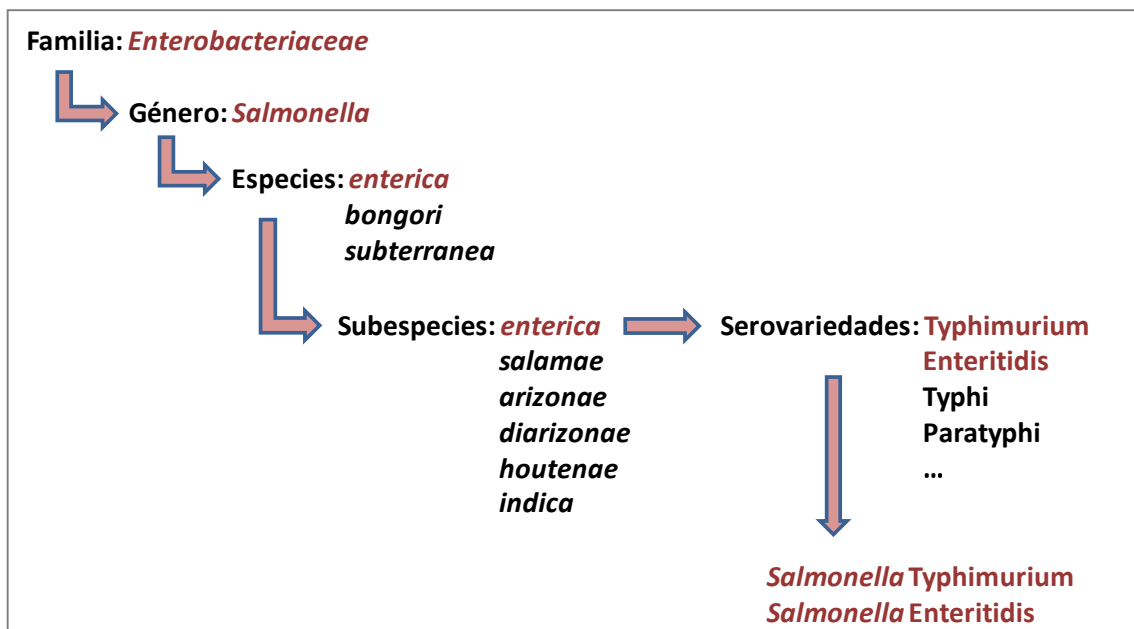 Familia: Enterobacteriaceae
Género: Salmonella
Especies: enterica
bongori
subterranea
Subespecies: enterica
salamae
arizonae
diarizonae
houtenae
indica
Serovariedades: Typhimurium
Enteritidis
Typhi
Paratyphi
...
Salmonella Typhimurium
Salmonella Enteritidis